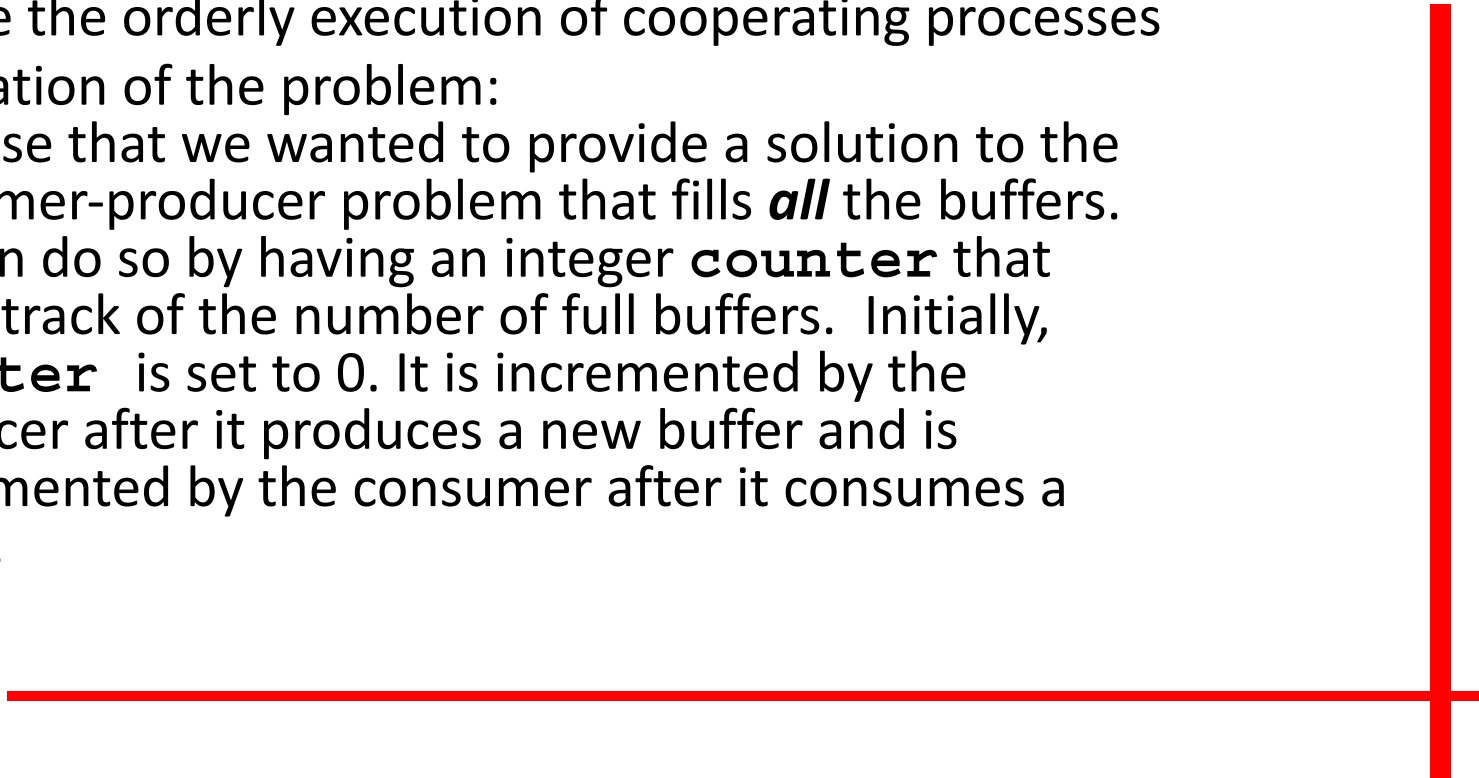 e the orderly execution of cooperating processes
ation of the problem:
se that we wanted to provide a solution to the
mer-producer problem that fills all the buffers.
n do so by having an integer counter that
track of the number of full buffers.  Initially,
ter  is set to 0. It is incremented by the
cer after it produces a new buffer and is
mented by the consumer after it consumes a
.